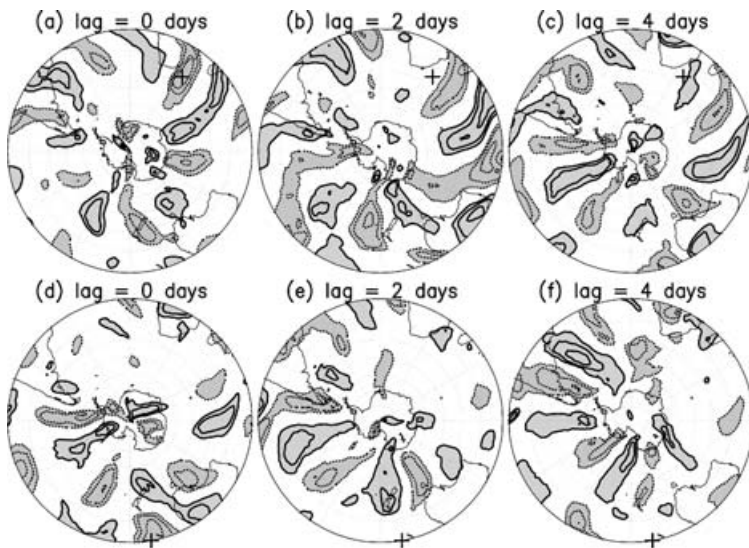 (a) lag = 0 days
(b) lag = 2 days
(c) lag = 4 days
(d) lag = 0 days
(e) lag = 2 days
(f) lag = 4 days